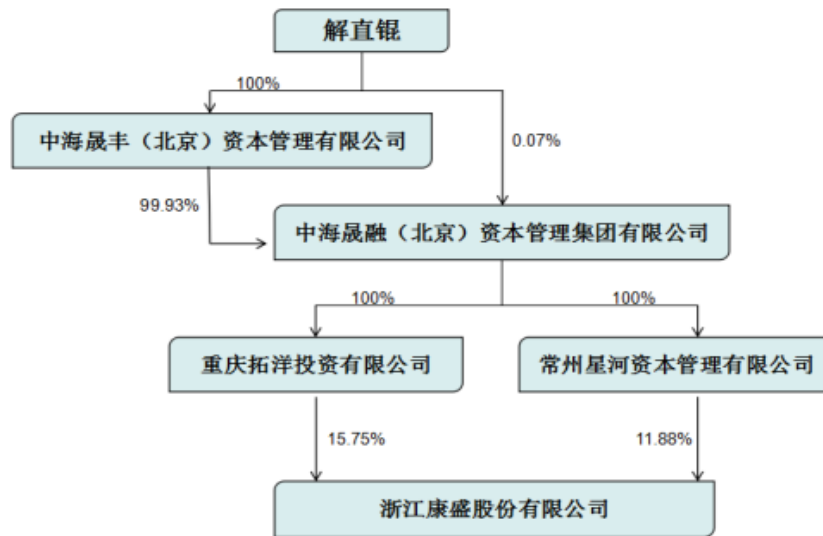 解直锟
100%
中海晟丰（北京）资本管理有限公司
0.07%
99.93%
中海晟融（北京）资本管理集团有限公司
100%
100%
重庆拓洋投资有限公司
常州星河资本管理有限公司
15.75%
11.88%
浙江康盛股份有限公司